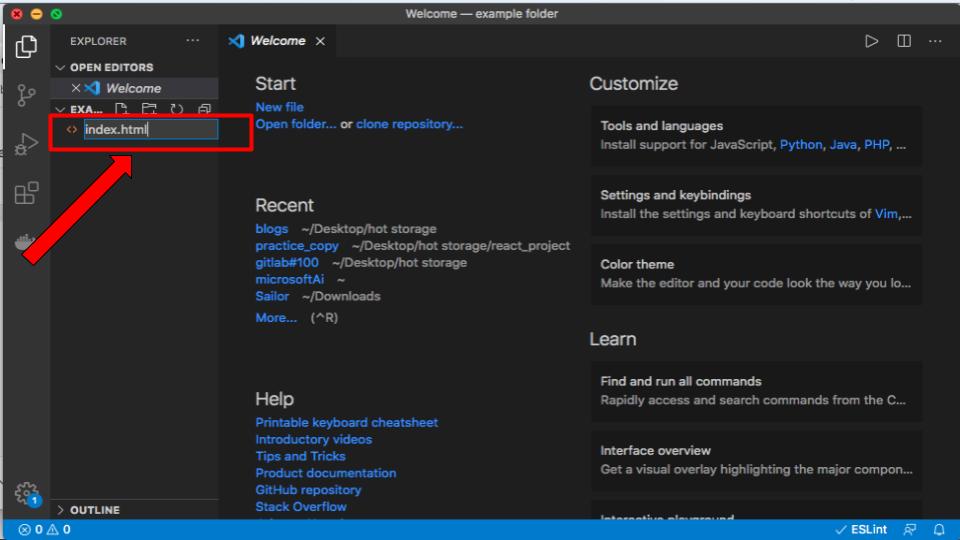 Welcome — example folder
EXPLORER ...
Welcome
OPEN EDITORS
Welcome
EXA...
index.html
OUTLINE
Start
New file
Open folder... or clone repository...
Recent
blogs ~/Desktop/hot storage
practice_copy ~/Desktop/hot storage/react_project
gitlab#100 ~/Desktop/hot storage
microsoftAi ~
Sailor ~/Downloads
More... (^R)
Help
Printable keyboard cheatsheet
Introductory videos
Tips and Tricks
Product documentation
GitHub repository
Stack Overflow
Customize
Tools and languages
Install support for JavaScript, Python, Java, PHP, ...
Settings and keybindings
Install the settings and keyboard shortcuts of Vim,...
Color theme
Make the editor and your code look the way you lo...
Learn
Find and run all commands
Rapidly access and search commands from the C...
Interface overview
Get a visual overlay highlighting the major compon...
Interactive playground
1
0 0
ESLint